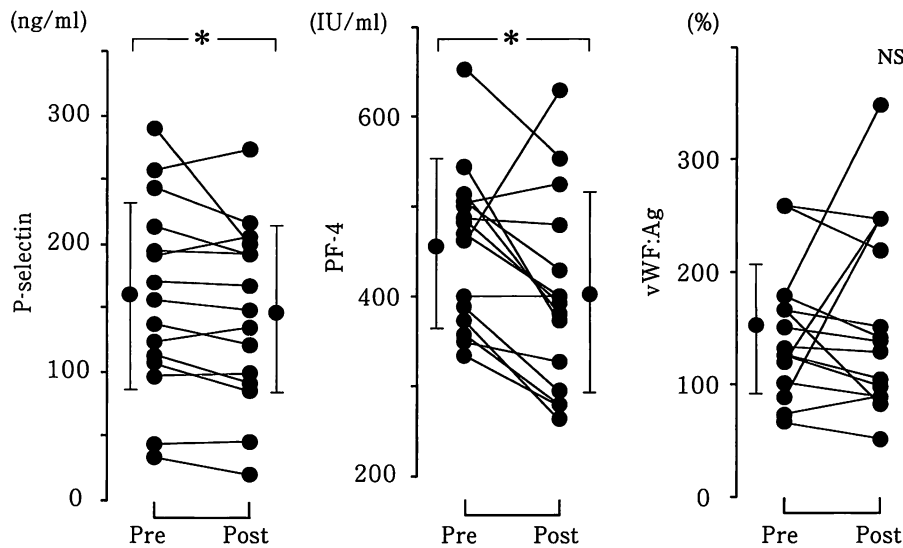 (ng/ml)
*
300
200
100
0
P-selectin
Pre Post
(IU/ml)
*
600
400
200
PF-4
Pre Post
(%)
NS
300
200
100
0
vWF:Ag
Pre Post